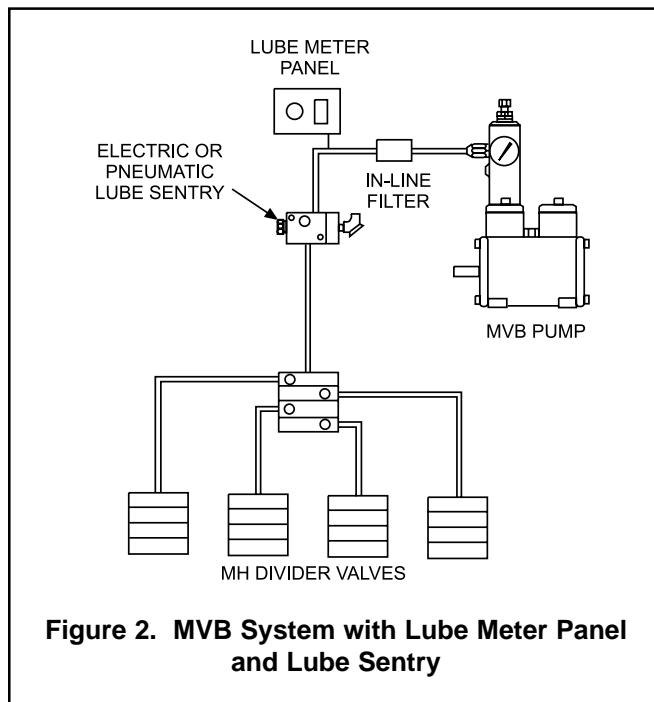 LUBE METER
PANEL
ELECTRIC OR
PNEUMATIC
LUBE SENTRY
IN-LINE
FILTER
MVB PUMP
MH DIVIDER VALVES
Figure 2. MVB System with Lube Meter Panel
and Lube Sentry